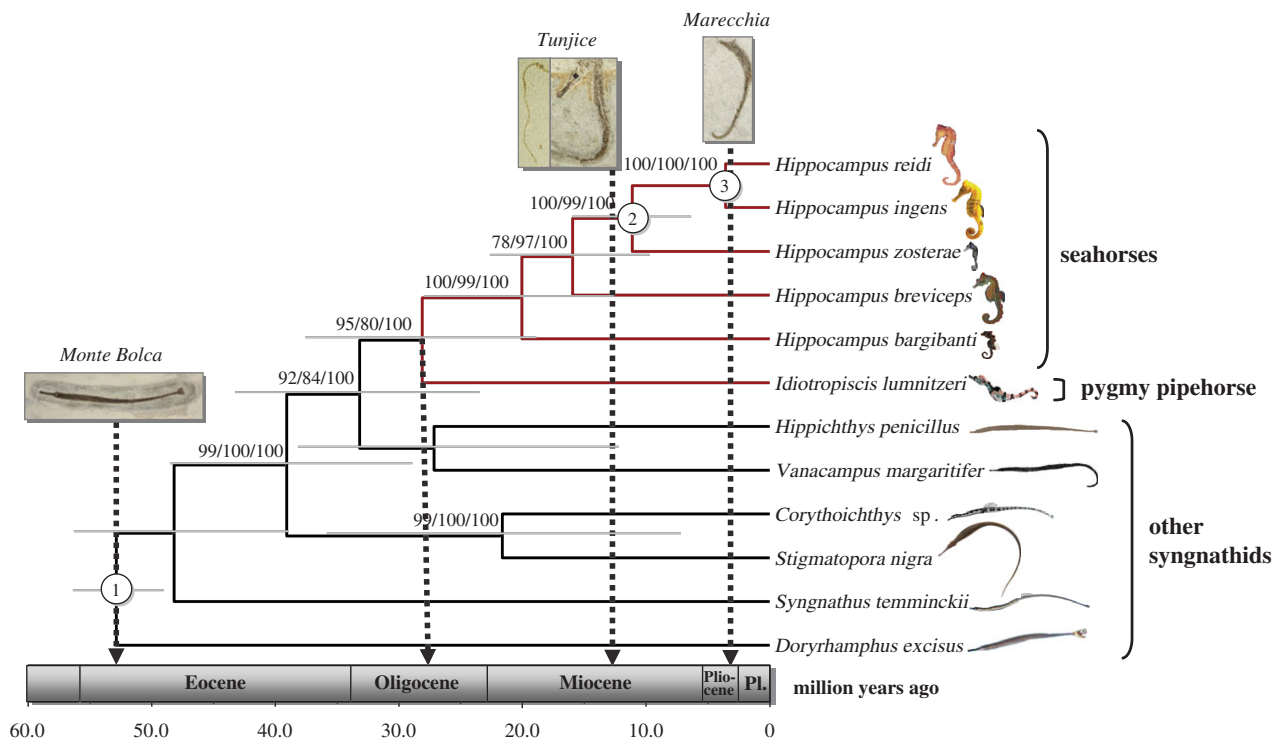 Marecchia
Tunjice
Monte Bolca
100/100/100
100/99/100
78/97/100
100/99/100
95/80/100
92/84/100
99/100/100
99/100/100
1
2
3
Hippocampus reidi
Hippocampus ingens
Hippocampus zosterae
Hippocampus breviceps
Hippocampus bargibanti
Idiotropiscis lumnitzeri
Hippichthys penicillus
Vanacampus margaritifer
Corythoichthys sp.
Stigmatopora nigra
Syngnathus temminckii
Doryrhamphus excisus
seahorses
pygmy pipehorse
other
syngnathids
Eocene
Oligocene
Miocene
Plio-
cene
Pl.
million years ago
60.0 50.0 40.0 30.0 20.0 10.0 0